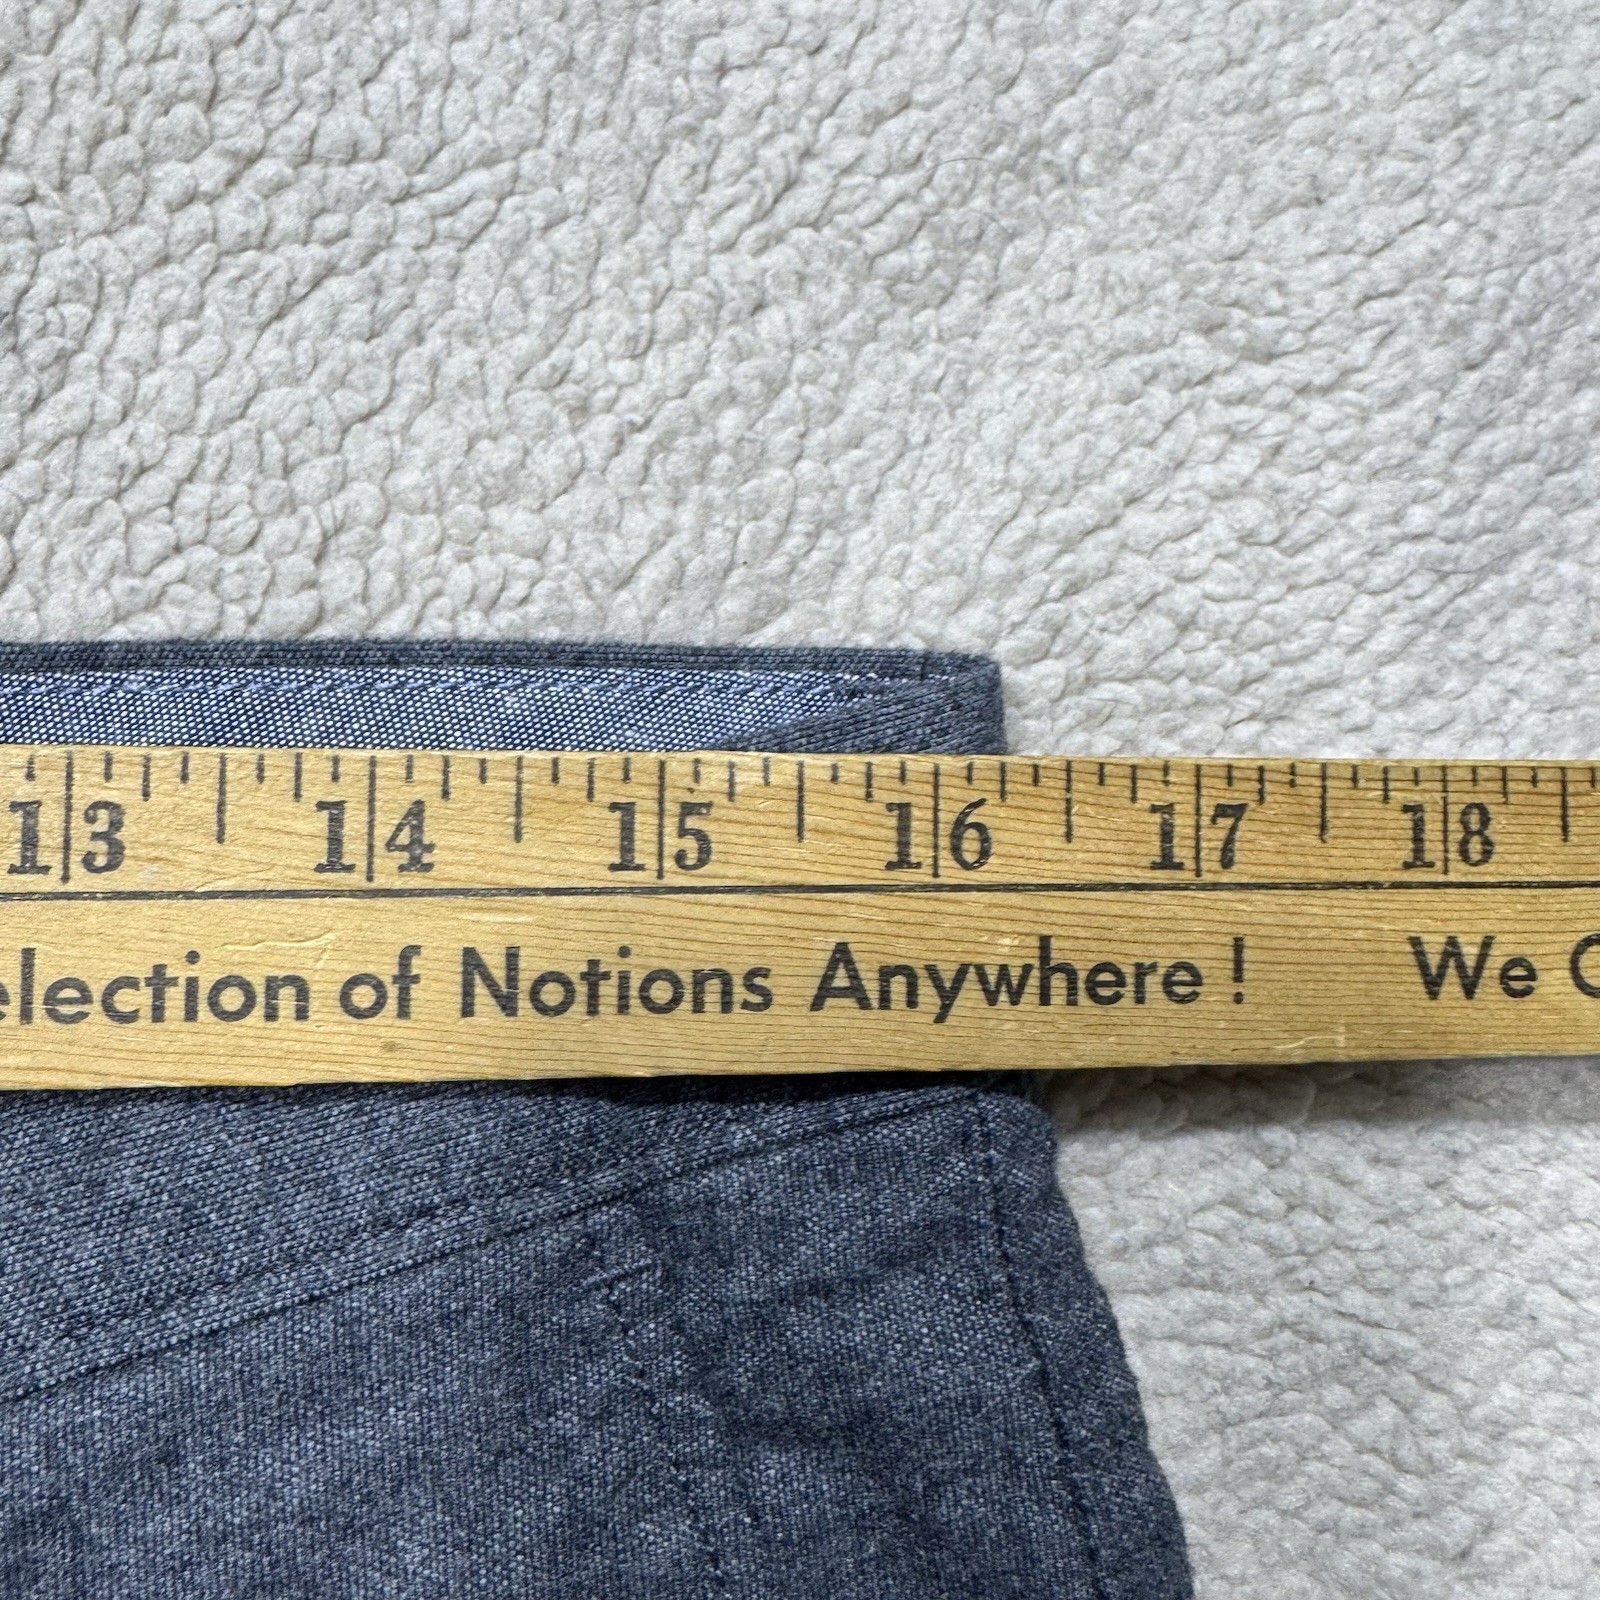 13 14 15 16 17 18
election of Notions Anywhere! We